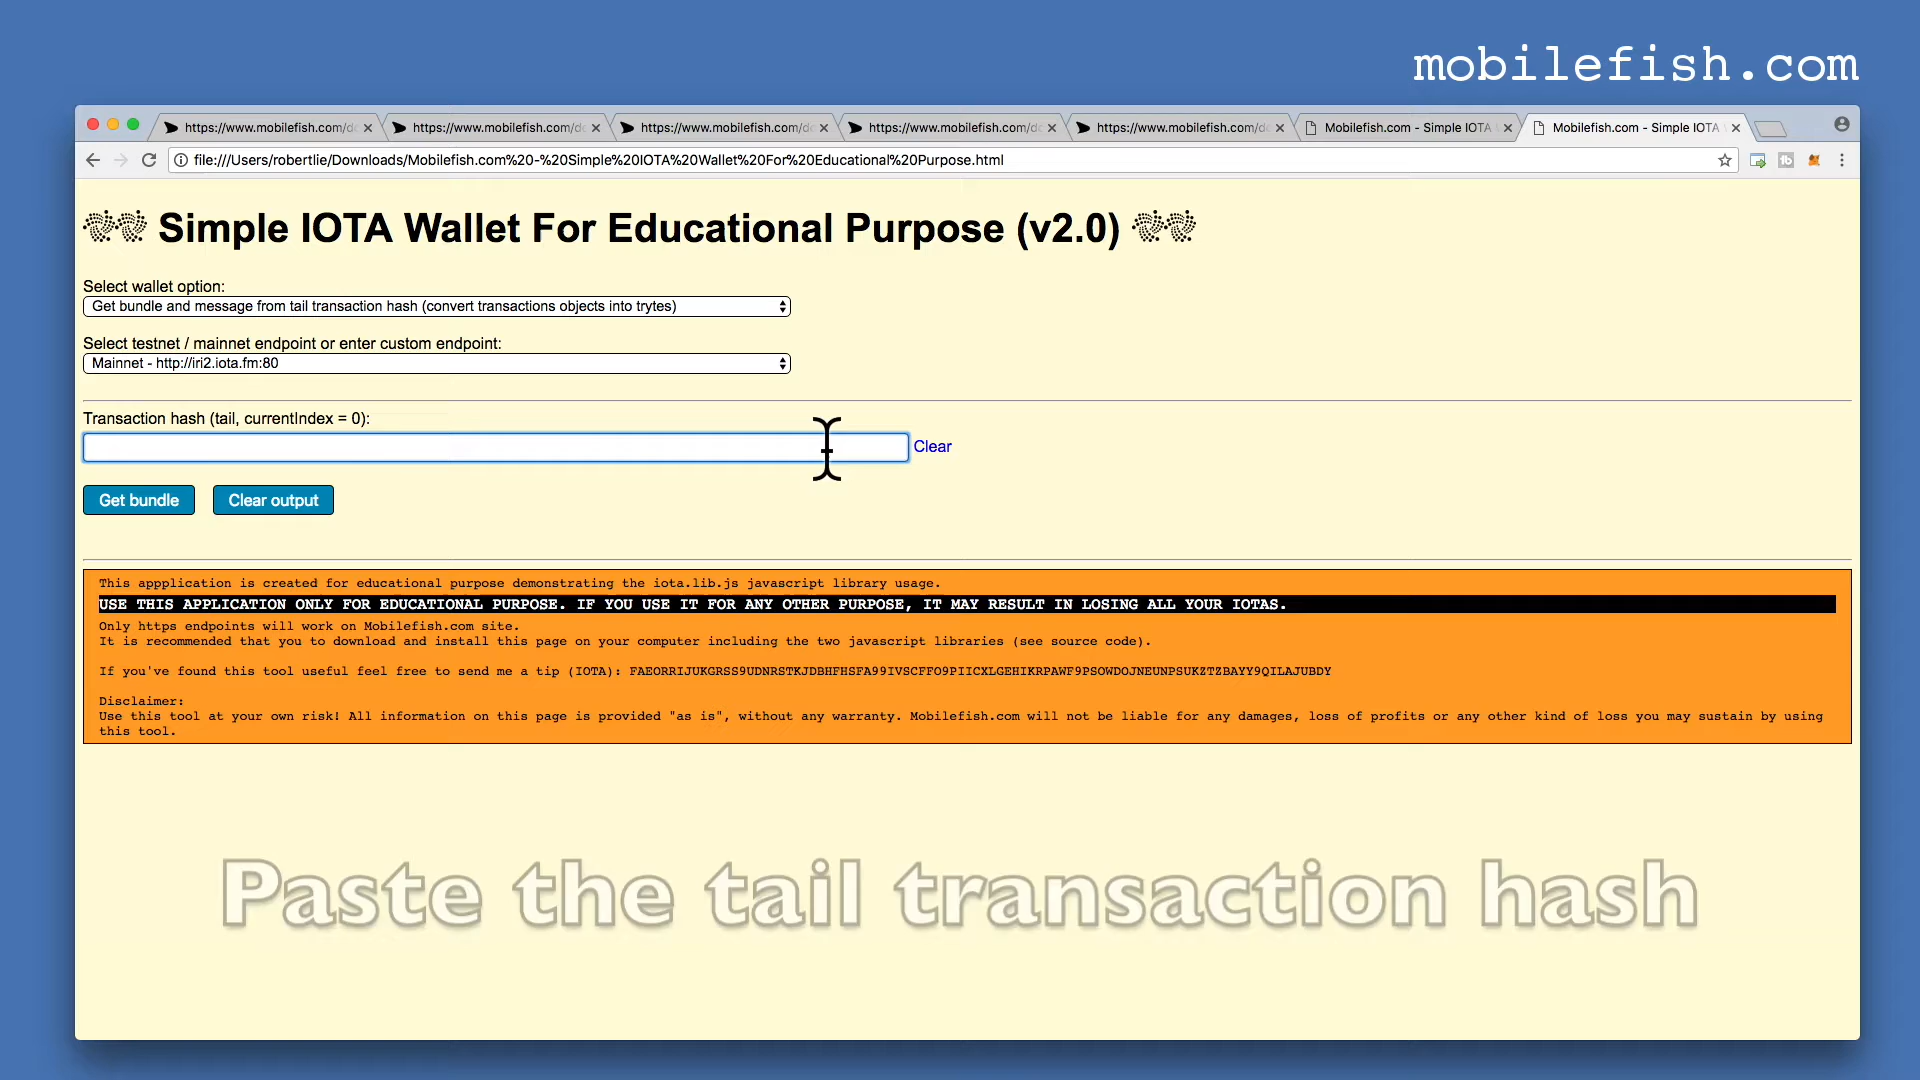 mobilefish.com
https://www.mobilefish.com/do
https://www.mobilefish.com/do
https://www.mobilefish.com/do
https://www.mobilefish.com/do
https://www.mobilefish.com/do
Mobilefish.com - Simple IOTA
Mobilefish.com - Simple IOTA
file:///Users/robertlie/Downloads/Mobilefish.com%20-%20Simple%20IOTA%20Wallet%20For%20Educational%20Purpose.html
Simple IOTA Wallet For Educational Purpose (v2.0)
Select wallet option:
Get bundle and message from tail transaction hash (convert transactions objects into trytes)
Select testnet / mainnet endpoint or enter custom endpoint:
Mainnet - http://iri2.iota.fm:80
Transaction hash (tail, currentIndex = 0):
Clear
Get bundle
Clear output
This appplication is created for educational purpose demonstrating the iota.lib.js javascript library usage.
USE THIS APPLICATION ONLY FOR EDUCATIONAL PURPOSE. IF YOU USE IT FOR ANY OTHER PURPOSE, IT MAY RESULT IN LOSING ALL YOUR IOTAS.
Only https endpoints will work on Mobilefish.com site.
It is recommended that you to download and install this page on your computer including the two javascript libraries (see source code).
If you've found this tool useful feel free to send me a tip (IOTA): FAEORRIJUKGRSS9UDNRSTKJDBHFHSFA99IVSCFFO9PIICXLGEHIKRPAWF9PSOWDOJNEUNPSUKZTZBAYY9QILAJUBDY
Disclaimer:
Use this tool at your own risk! All information on this page is provided "as is", without any warranty. Mobilefish.com will not be liable for any damages, loss of profits or any other kind of loss you may sustain by using
this tool.
Paste the tail transaction hash